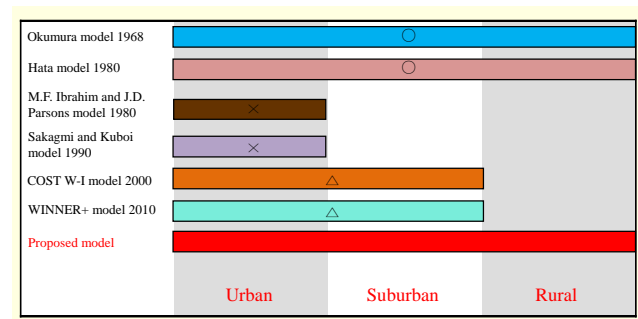 Okumura model 1968
○
Hata model 1980
○
M.F. Ibrahim and J.D.
Parsons model 1980
×
Sakagmi and Kuboi
model 1990
×
COST W-I model 2000
△
WINNER+ model 2010
△
Proposed model
Urban Suburban Rural